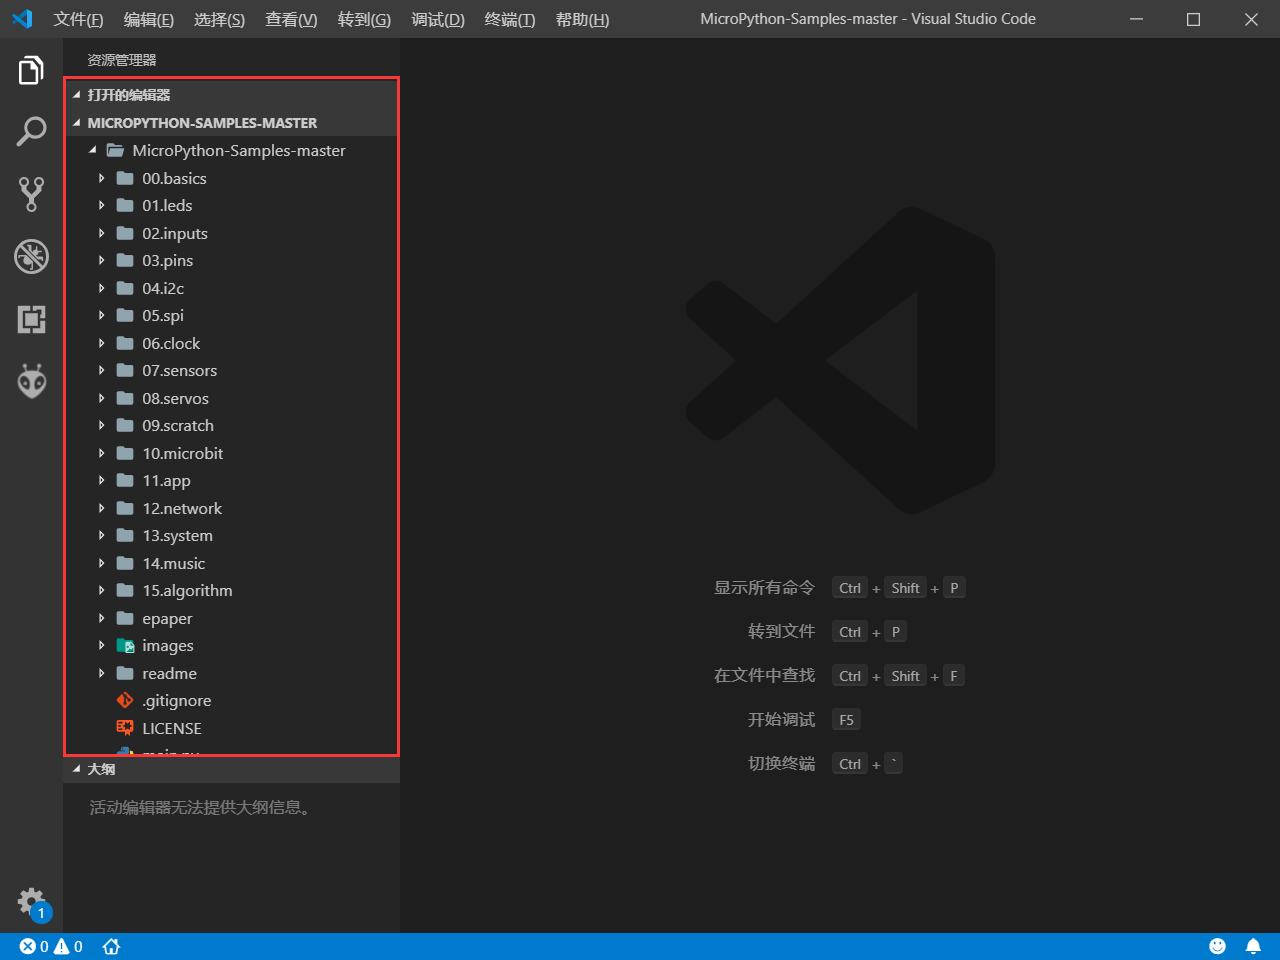 文件(F) 编辑(E) 选择(S) 查看(V) 转到(G) 调试(D) 终端(T) 帮助(H) MicroPython-Samples-master - Visual Studio Code
资源管理器
打开的编辑器
MICROPYTHON-SAMPLES-MASTER
MicroPython-Samples-master
00.basics
01.leds
02.inputs
03.pins
04.i2c
05.spi
06.clock
07.sensors
08.servos
09.scratch
10.microbit
11.app
12.network
13.system
14.music
15.algorithm
epaper
images
readme
.gitignore
LICENSE
main.py
大纲
活动编辑器无法提供大纲信息。
显示所有命令 Ctrl + Shift + P
转到文件 Ctrl + P
在文件中查找 Ctrl + Shift + F
开始调试 F5
切换终端 Ctrl + `
1
0 0